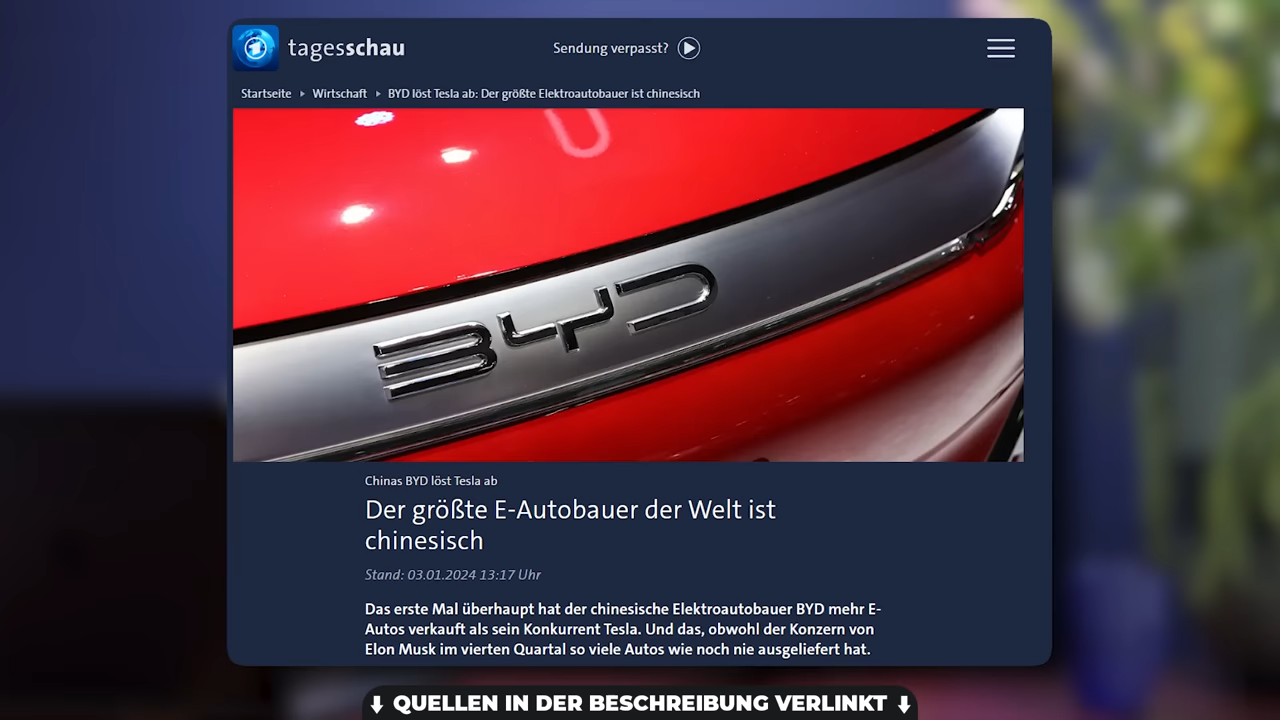 tagesschau
Sendung verpasst?
Startseite Wirtschaft BYD löst Tesla ab: Der größte Elektroautobauer ist chinesisch
BYD
Chinas BYD löst Tesla ab
Der größte E-Autobauer der Welt ist
chinesisch
Stand: 03.01.2024 13:17 Uhr
Das erste Mal überhaupt hat der chinesische Elektroautobauer BYD mehr E-
Autos verkauft als sein Konkurrent Tesla. Und das, obwohl der Konzern von
Elon Musk im vierten Quartal so viele Autos wie noch nie ausgeliefert hat.
QUELLEN IN DER BESCHREIBUNG VERLINKT